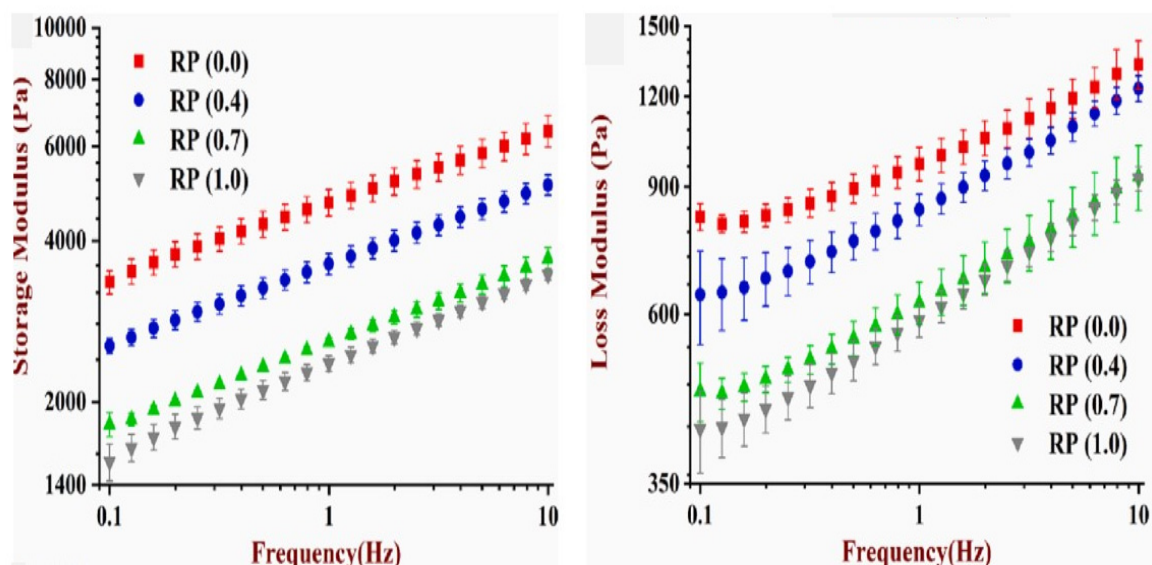 10000
8000
6000
4000
2000
1400
Storage Modulus (Pa)
RP (0.0)
RP (0.4)
RP (0.7)
RP (1.0)
0.1
1
10
Frequency(Hz)
1500
1200
900
600
350
Loss Modulus (Pa)
RP (0.0)
RP (0.4)
RP (0.7)
RP (1.0)
0.1
1
10
Frequency(Hz)